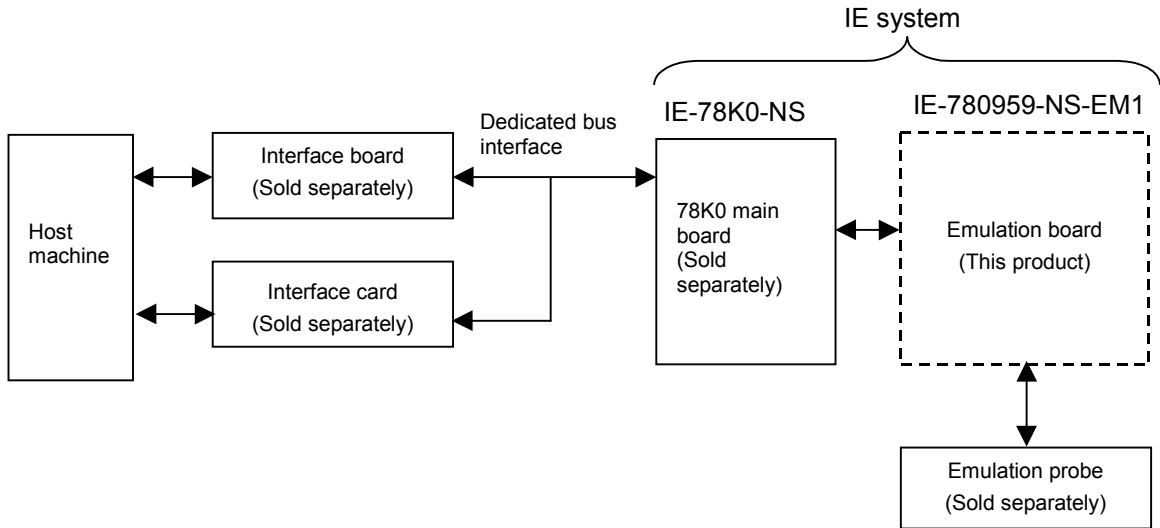 IE system
IE-78K0-NS
IE-780959-NS-EM1
Dedicated bus
interface
Host
machine
Interface board
(Sold separately)
Interface card
(Sold separately)
78K0 main
board
(Sold
separately)
Emulation board
(This product)
Emulation probe
(Sold separately)